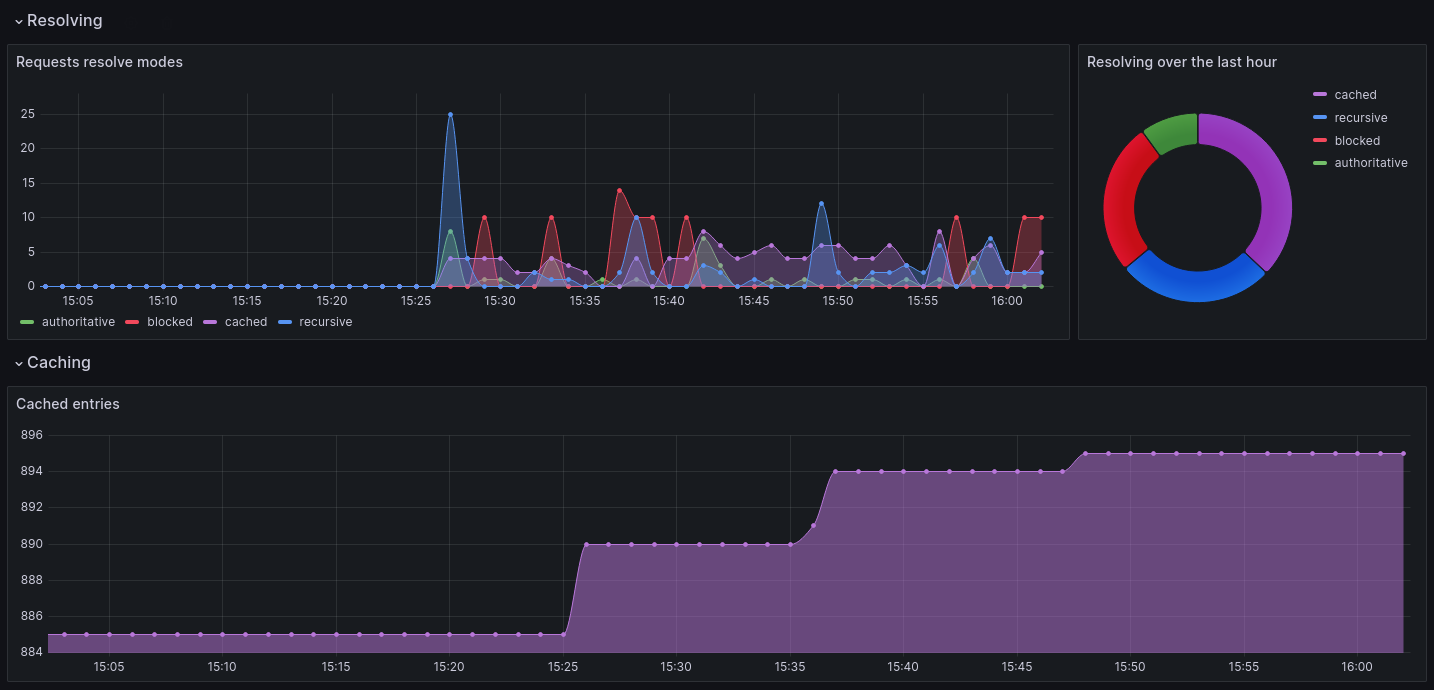 Resolving
Requests resolve modes
25
20
15
10
5
0
15:05 15:10 15:15 15:20 15:25 15:30 15:35 15:40 15:45 15:50 15:55 16:00
authoritative blocked cached recursive
Resolving over the last hour
cached
recursive
blocked
authoritative
Caching
Cached entries
896
894
892
890
888
886
884
15:05 15:10 15:15 15:20 15:25 15:30 15:35 15:40 15:45 15:50 15:55 16:00